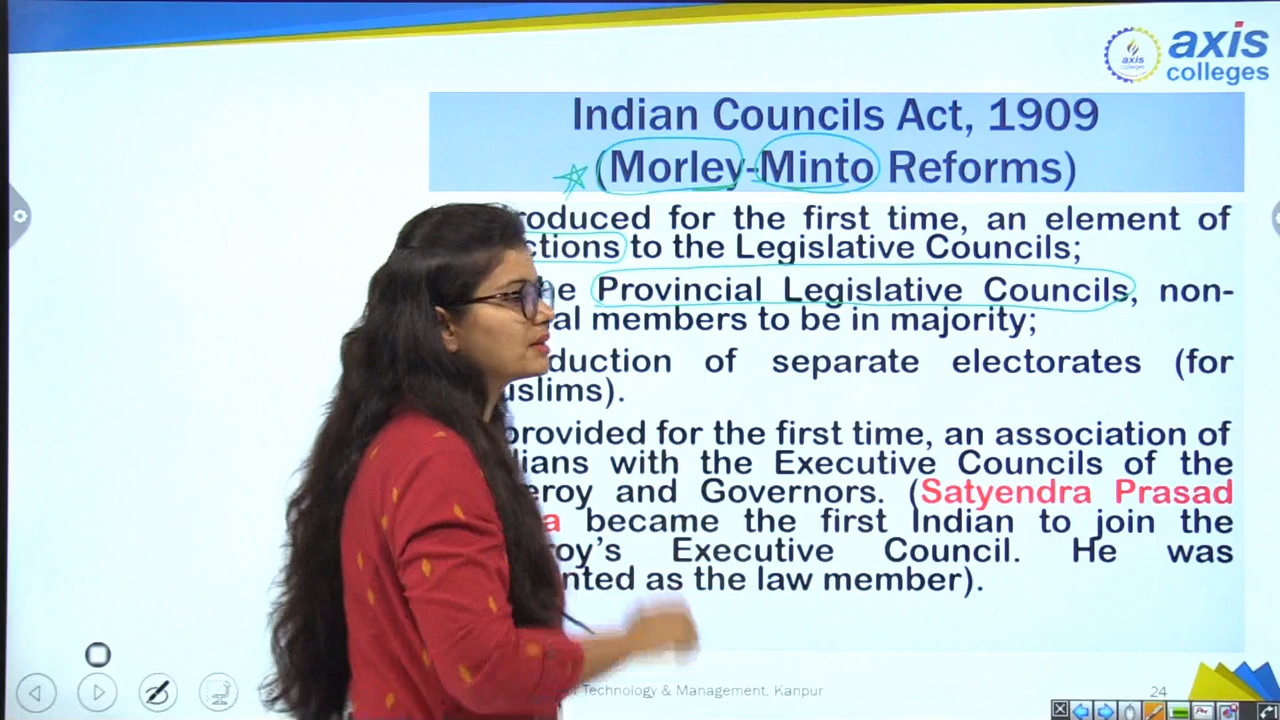 axis
colleges
axis
colleges
Indian Councils Act, 1909
(Morley-Minto Reforms)
roduced for the first time, an element of
ctions to the Legislative Councils;
e Provincial Legislative Councils, non-
al members to be in majority;
duction of separate electorates (for
uslims).
provided for the first time, an association of
ians with the Executive Councils of the
eroy and Governors. (Satyendra Prasad
a became the first Indian to join the
roy's Executive Council. He was
nted as the law member).
Technology & Management, Kanpur
24